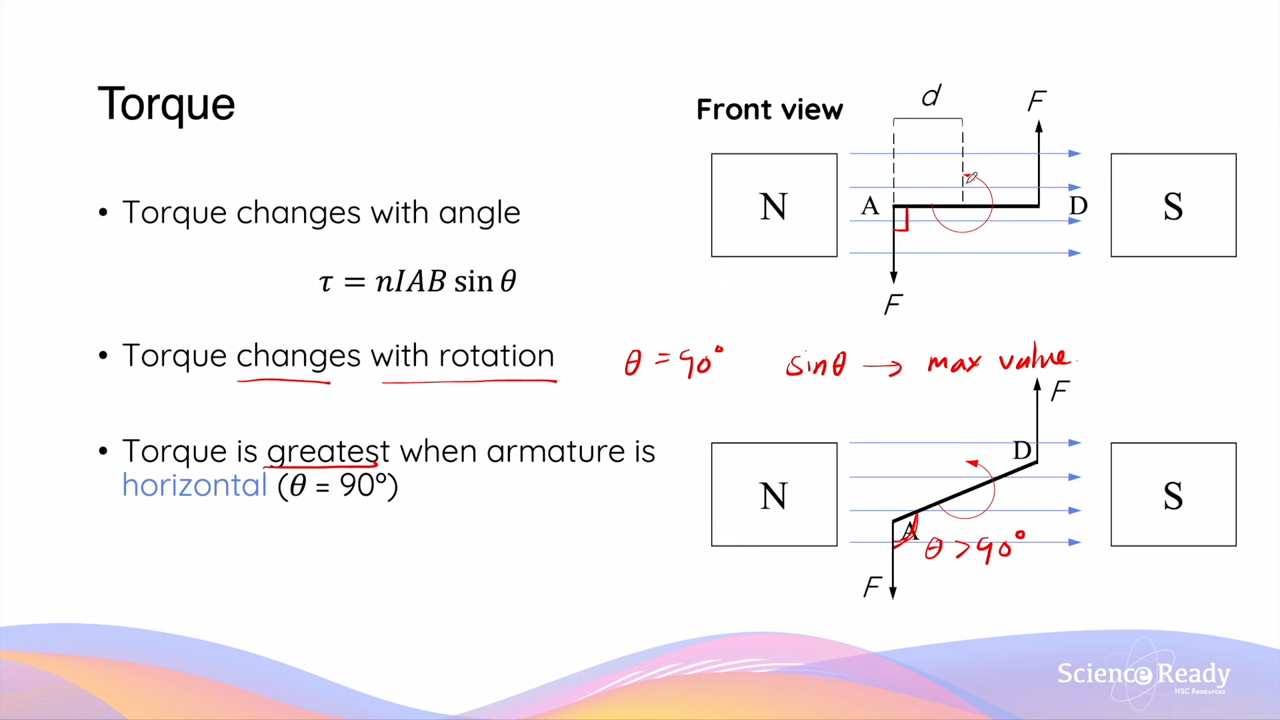 Torque
• Torque changes with angle
τ = nIAB sin θ
• Torque changes with rotation
• Torque is greatest when armature is
horizontal (θ = 90°)
Front view
d
F
N
A
D
S
F
θ = 90° sinθ → max value
F
D
N
S
A
θ > 90°
F
Science Ready
HSC Resources